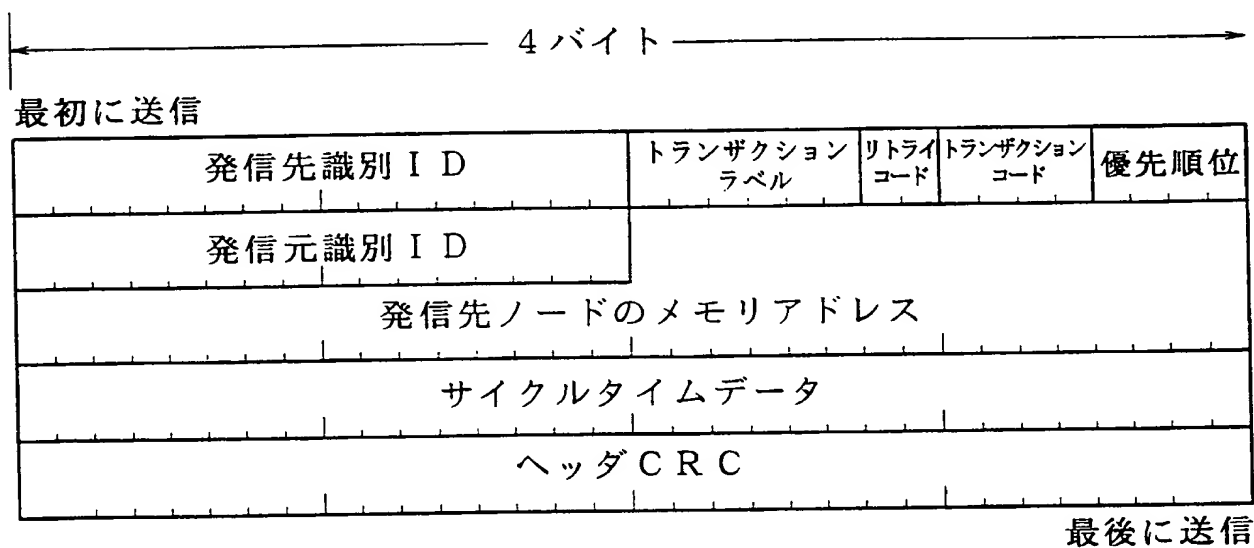 4バイト
最初に送信
発信先識別ID
トランザクション
ラベル
リトライ
コード
トランザクション
コード
優先順位
発信元識別ID
発信先ノードのメモリアドレス
サイクルタイムデータ
ヘッダCRC
最後に送信